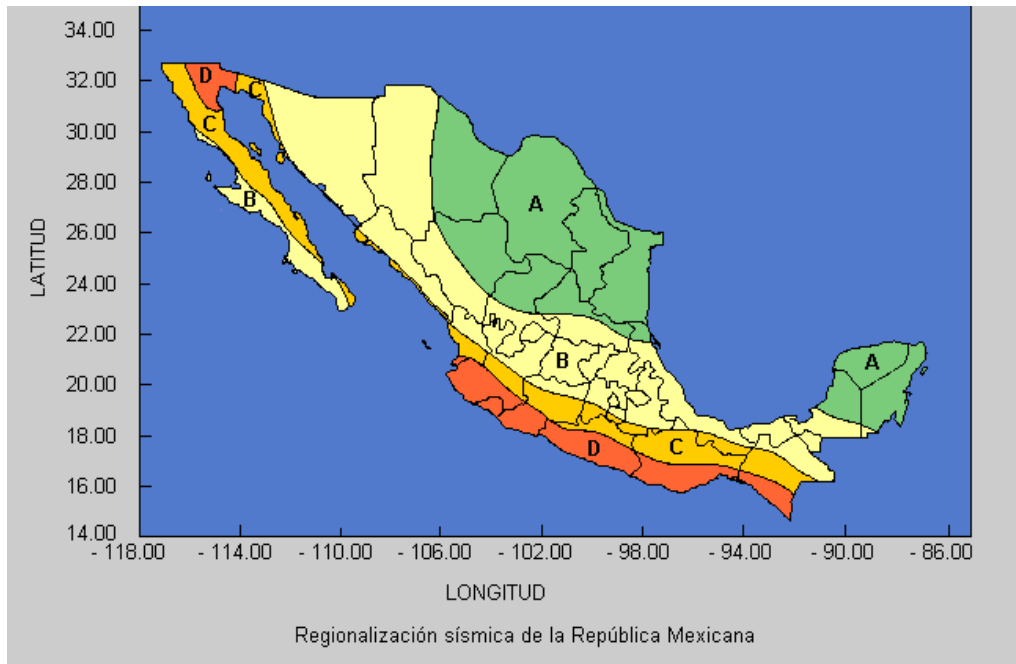 34.00
32.00
30.00
28.00
26.00
24.00
22.00
20.00
18.00
16.00
14.00
LATITUD
D
C
C
B
A
B
A
C
D
- 118.00 - 114.00 - 110.00 - 106.00 - 102.00 - 98.00 - 94.00 - 90.00 - 86.00
LONGITUD
Regionalización sísmica de la República Mexicana